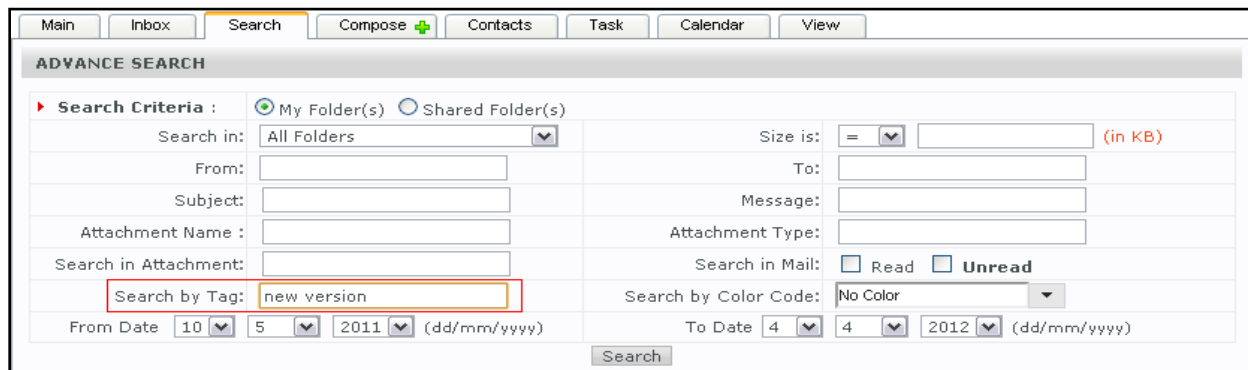 Main Inbox Search Compose Contacts Task Calendar View
ADVANCE SEARCH
Search Criteria : My Folder(s) Shared Folder(s)
Search in: All Folders Size is: = (in KB)
From: To:
Subject: Message:
Attachment Name : Attachment Type:
Search in Attachment: Search in Mail: Read Unread
Search by Tag: new version Search by Color Code: No Color
From Date 10 5 2011 (dd/mm/yyyy) To Date 4 4 2012 (dd/mm/yyyy)
Search